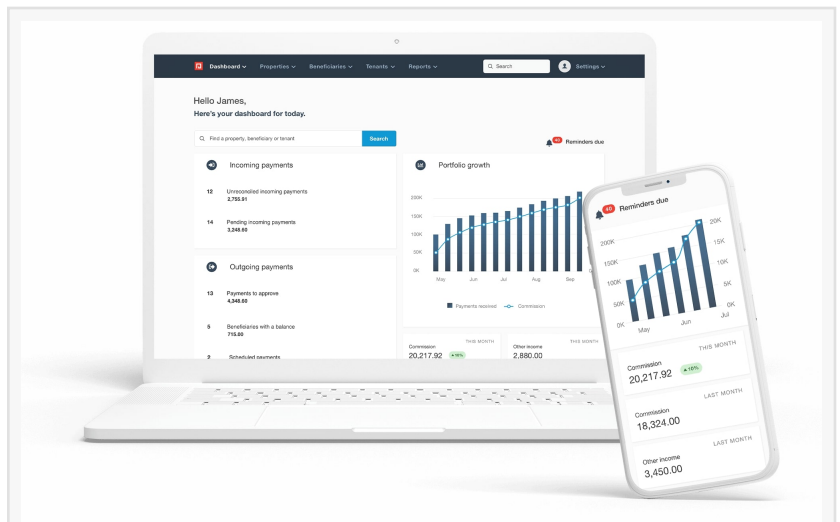 Dashboard Properties Beneficiaries Tenants Reports Search Settings
Hello James,
Here's your dashboard for today.
Find a property, beneficiary or tenant Search
40 Reminders due
Incoming payments
12 Unreconciled incoming payments
2,755.91
14 Pending incoming payments
3,248.60
Outgoing payments
13 Payments to approve
4,348.60
5 Beneficiaries with a balance
715.80
2 Scheduled payments
Portfolio growth
200K
150K
100K
50K
0K
May Jun Jul Aug Sep
Payments received Commission
Commission THIS MONTH
20,217.92 10%
Other income THIS MONTH
2,880.00
40 Reminders due
200K 20K
150K 15K
100K 10K
50K 5K
0K 0K
May Jun Jul
THIS MONTH
Commission
20,217.92 10%
LAST MONTH
Commission
18,324.00
LAST MONTH
Other income
3,450.00